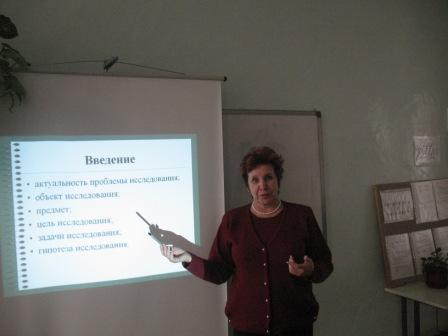 Введение
• актуальность проблемы исследования;
• объект исследования;
• предмет;
• цель исследования;
• задачи исследования;
• гипотеза исследования.